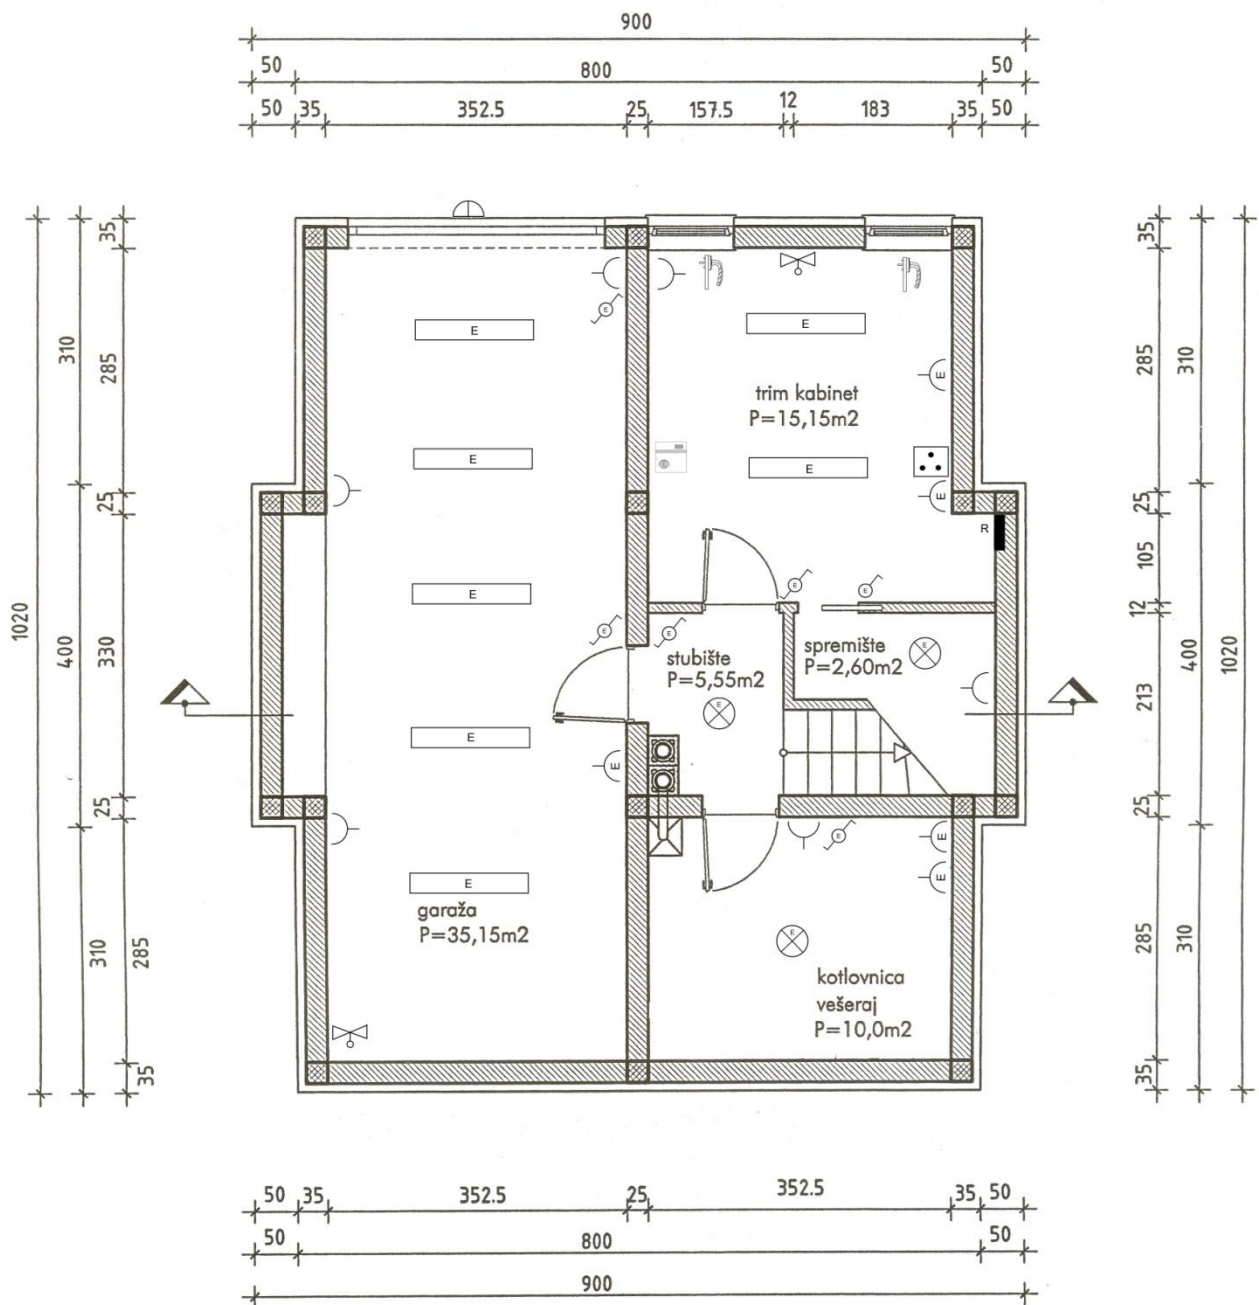 900
50 800 50
50 35 352.5 25 157.5 12 183 35 50
1020
310
400
310
35
285
25
330
25
285
35
35
285
25
105
12
213
25
285
35
310
400
310
1020
E
E
E
E
E
E
E
E
E
E
trim kabinet
P=15,15m2
E
E
R
E
E
E
E
stubište
P=5,55m2
E
spremište
P=2,60m2
E
E
E
E
E
E
garaža
P=35,15m2
kotlovnica
vešeraj
P=10,0m2
50 35 352.5 25 352.5 35 50
50 800 50
900